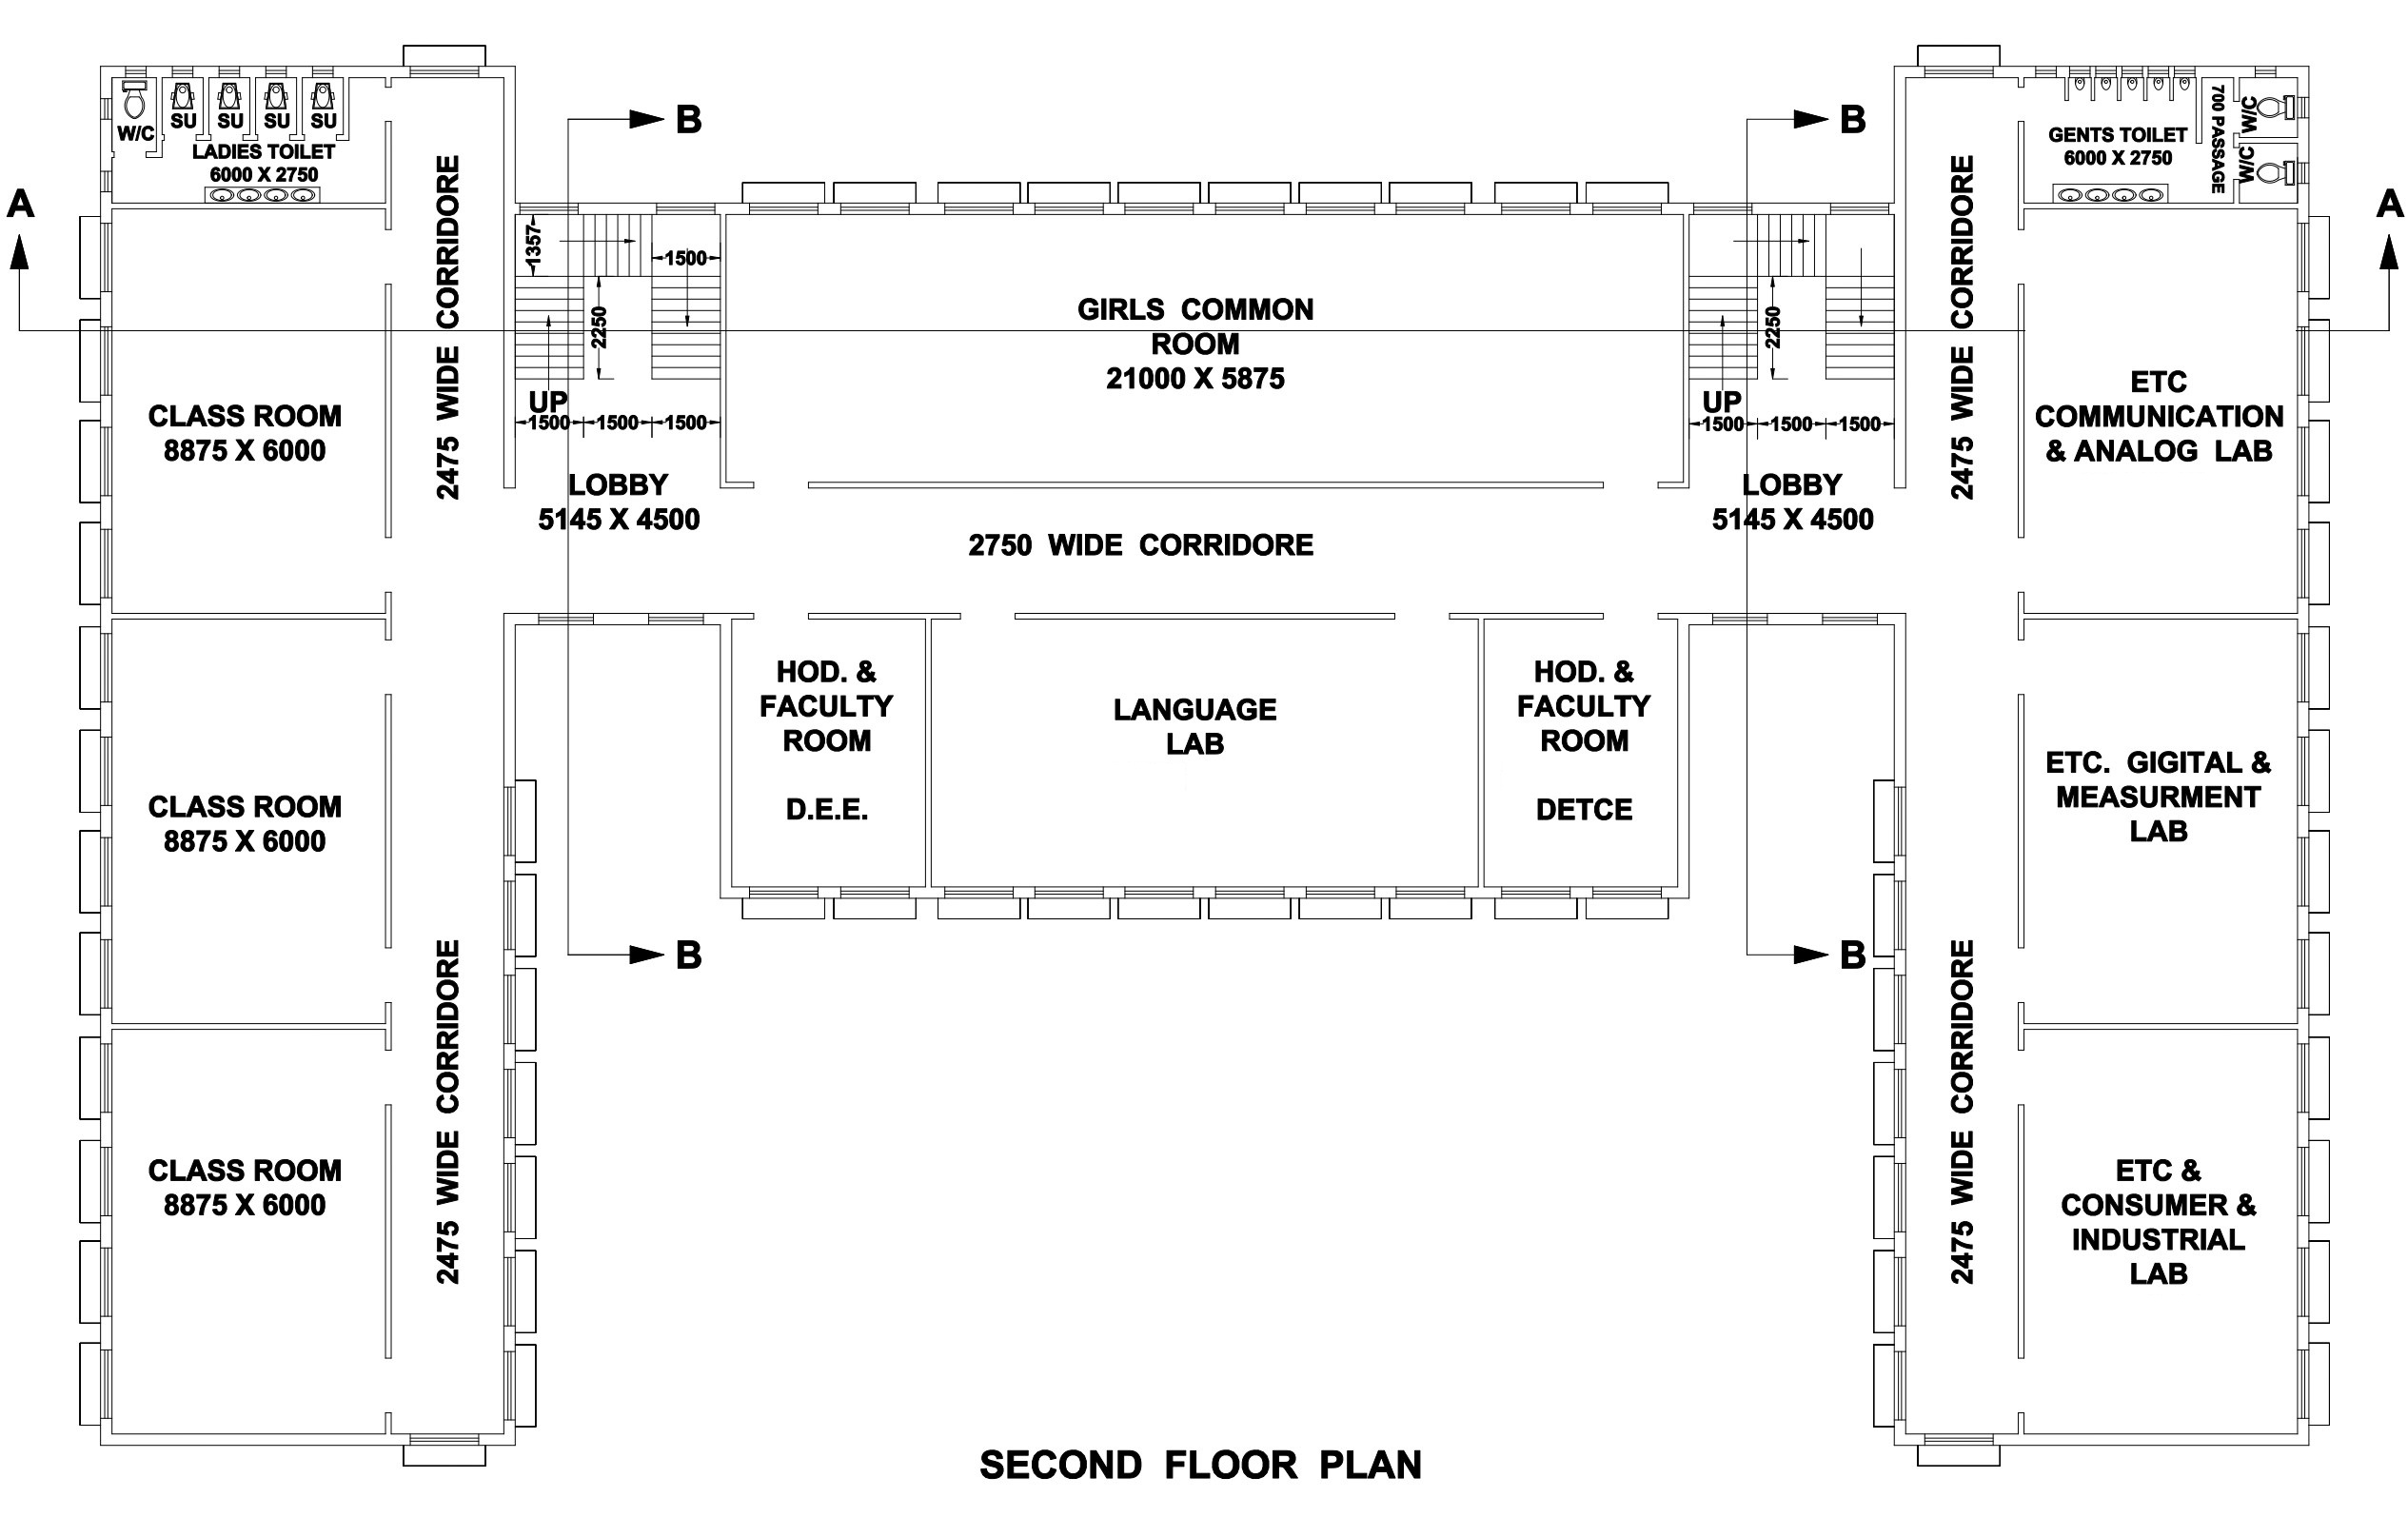 B
B
W/C
SU
SU
SU
SU
LADIES TOILET
6000 X 2750
GENTS TOILET
6000 X 2750
700 PASSAGE
W/C
W/C
A
A
2475 WIDE CORRIDORE
1357
1500
2250
UP
1500
1500
1500
GIRLS COMMON
ROOM
21000 X 5875
2250
UP
1500
1500
1500
2475 WIDE CORRIDORE
CLASS ROOM
8875 X 6000
ETC
COMMUNICATION
& ANALOG LAB
LOBBY
5145 X 4500
LOBBY
5145 X 4500
2750 WIDE CORRIDORE
HOD. &
FACULTY
ROOM
D.E.E.
LANGUAGE
LAB
HOD. &
FACULTY
ROOM
DETCE
CLASS ROOM
8875 X 6000
ETC. GIGITAL &
MEASURMENT
LAB
B
B
2475 WIDE CORRIDORE
2475 WIDE CORRIDORE
CLASS ROOM
8875 X 6000
ETC &
CONSUMER &
INDUSTRIAL
LAB
SECOND FLOOR PLAN